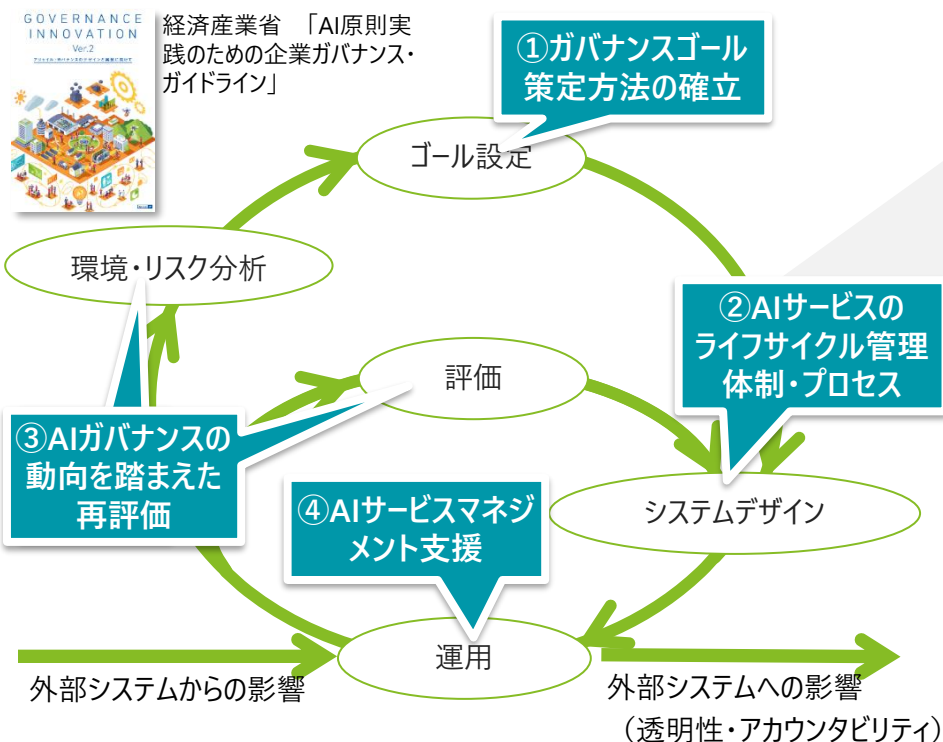 GOVERNANCE
INNOVATION
Ver.2
経済産業省 「AI原則実
践のための企業ガバナンス・
ガイドライン」
①ガバナンスゴール
策定方法の確立
ゴール設定
環境・リスク分析
②AIサービスの
ライフサイクル管理
体制・プロセス
評価
③AIガバナンスの
動向を踏まえた
再評価
④AIサービスマネジ
メント支援
システムデザイン
運用
外部システムからの影響
外部システムへの影響
（透明性・アカウンタビリティ）